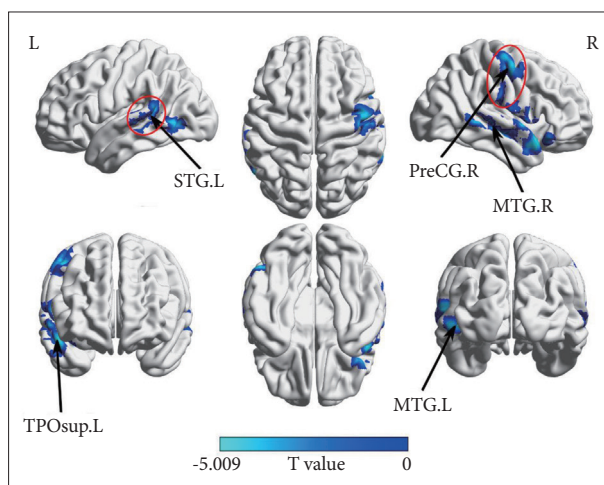 L
R
STG.L
PreCG.R
MTG.R
TPOsup.L
MTG.L
-5.009 T value 0